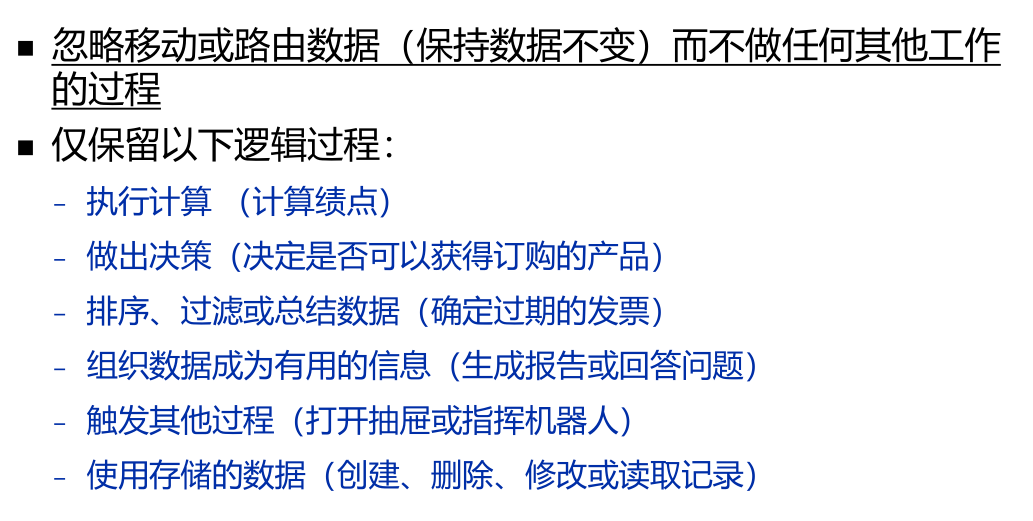 ■ 忽略移动或路由数据（保持数据不变）而不做任何其他工作
的过程
■ 仅保留以下逻辑过程：
– 执行计算 （计算绩点）
– 做出决策（决定是否可以获得订购的产品）
– 排序、过滤或总结数据（确定过期的发票）
– 组织数据成为有用的信息（生成报告或回答问题）
– 触发其他过程（打开抽屉或指挥机器人）
– 使用存储的数据（创建、删除、修改或读取记录）